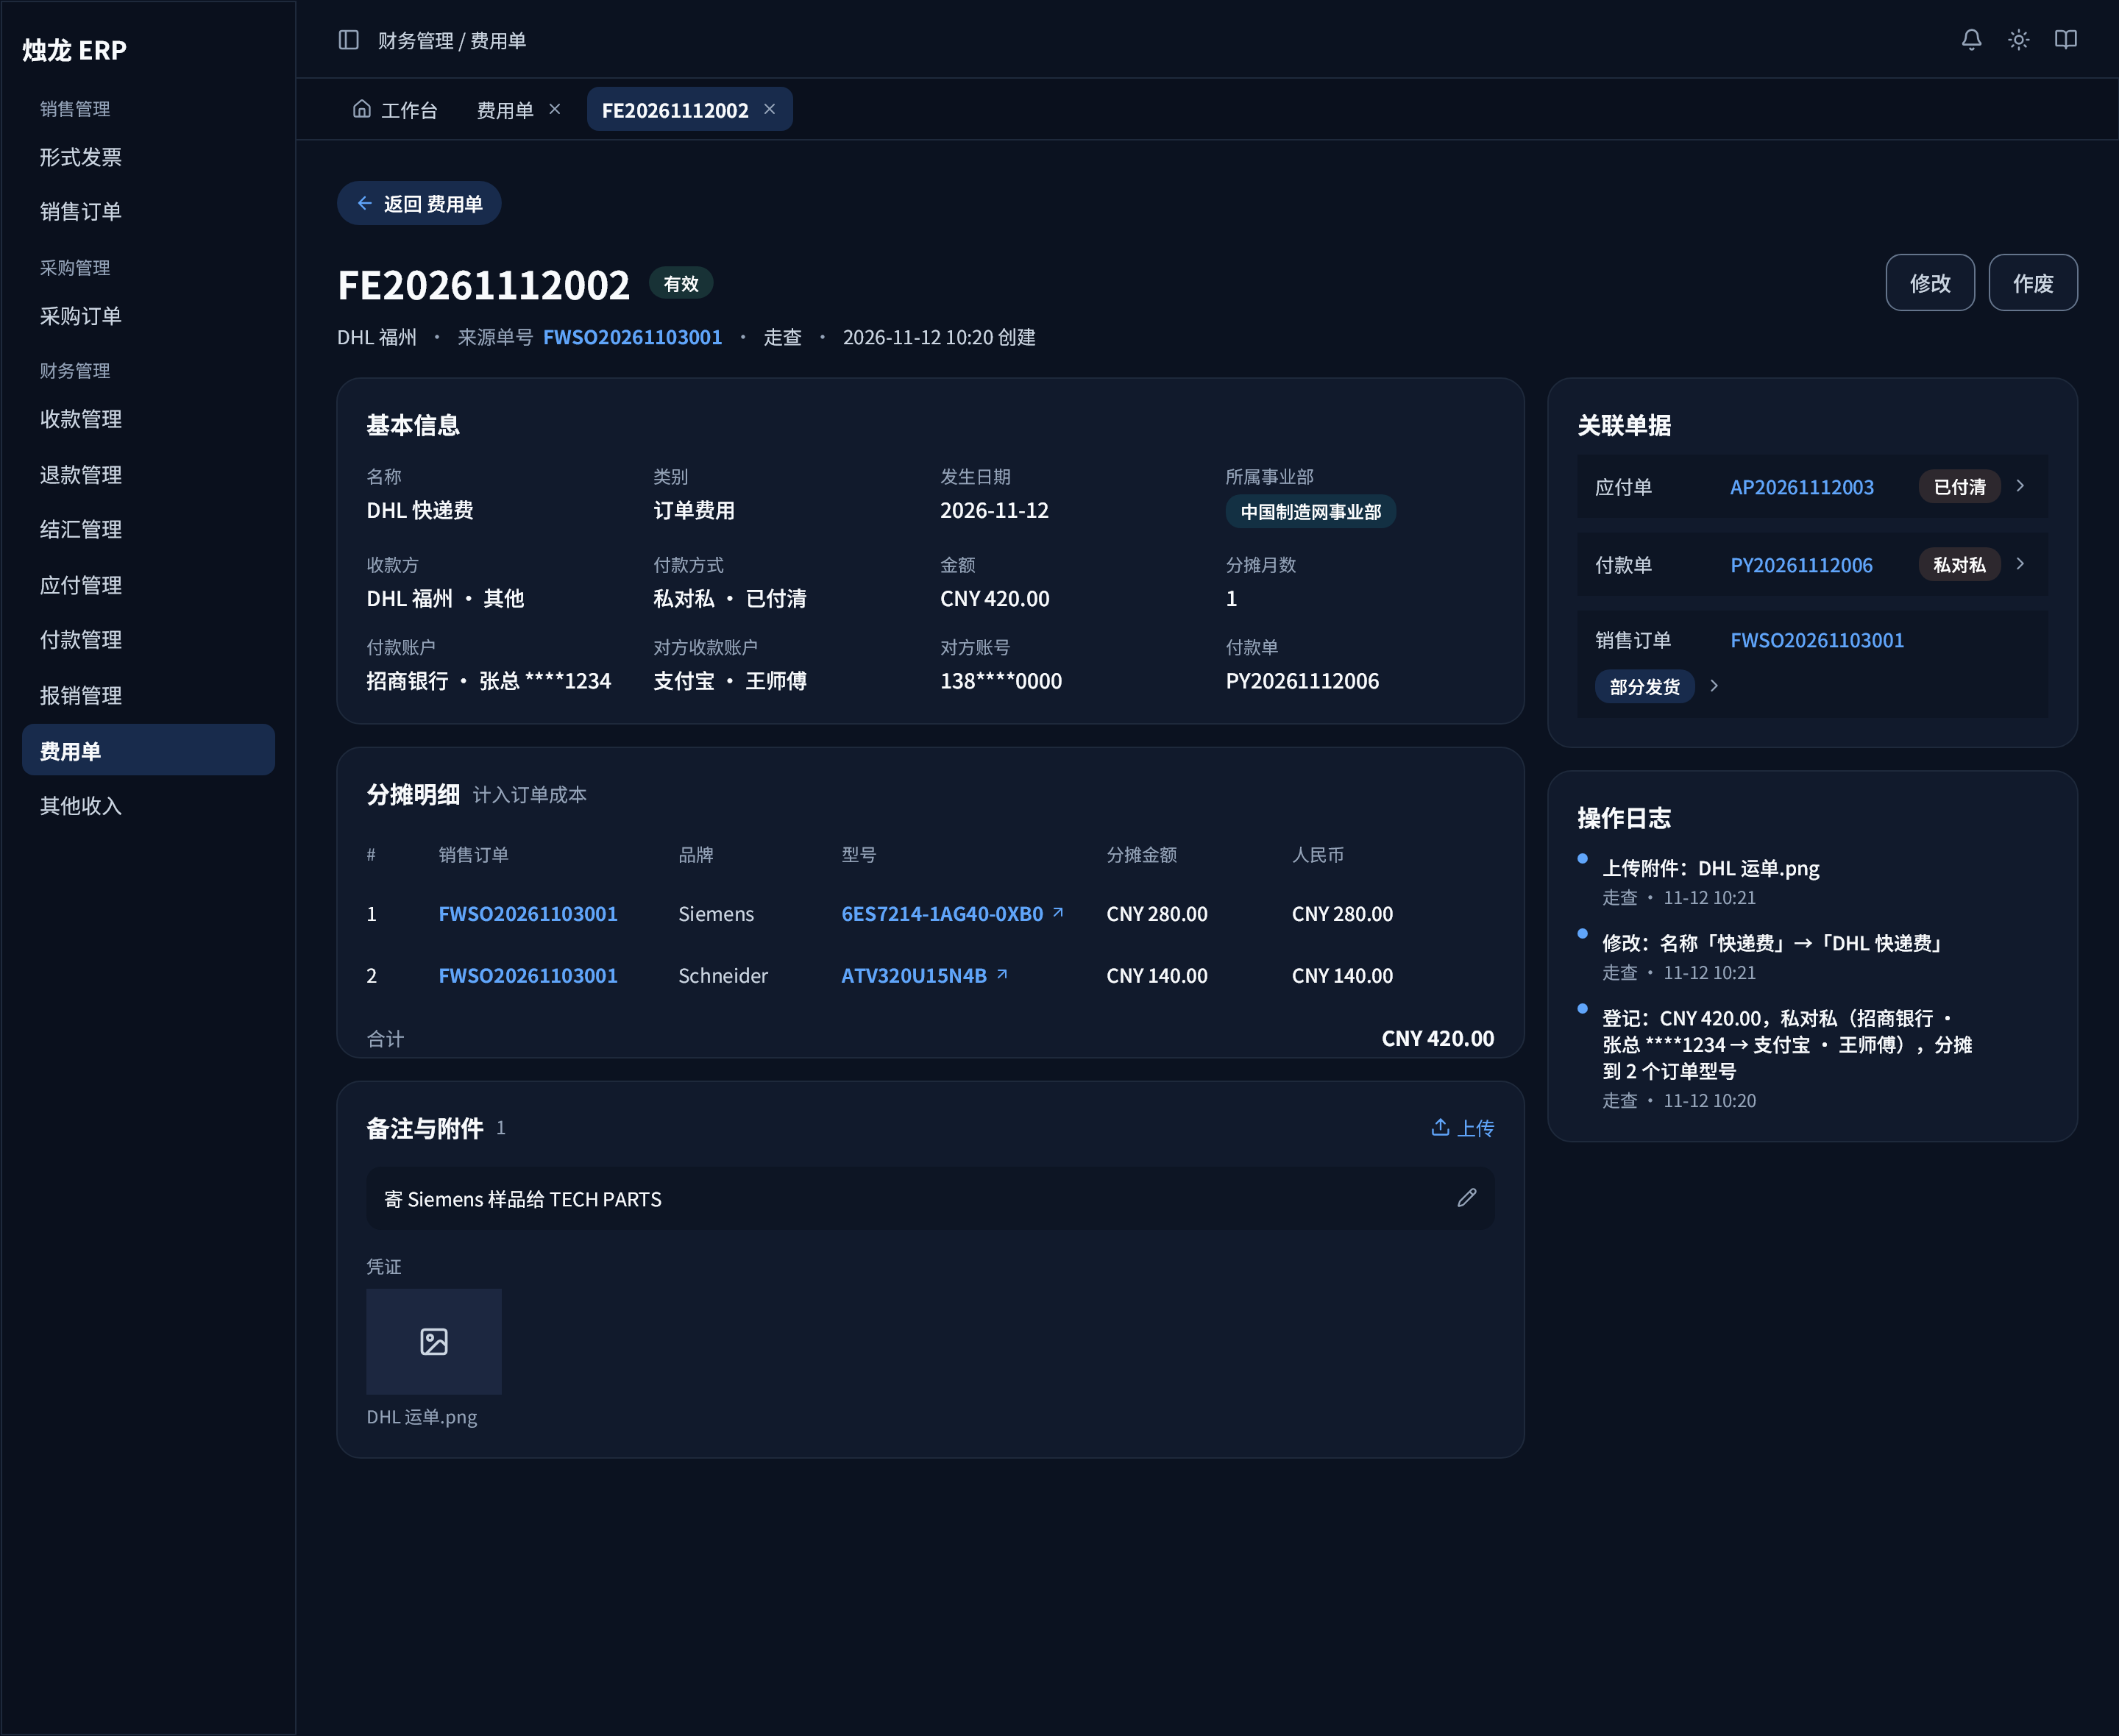 烛龙 ERP
销售管理
形式发票
销售订单
采购管理
采购订单
财务管理
收款管理
退款管理
结汇管理
应付管理
付款管理
报销管理
费用单
其他收入
财务管理 / 费用单
工作台 费用单 FE20261112002
返回 费用单
FE20261112002 有效
修改 作废
DHL 福州 • 来源单号 FWSO20261103001 • 走查 • 2026-11-12 10:20 创建
基本信息
名称 类别 发生日期 所属事业部
DHL 快递费 订单费用 2026-11-12 中国制造网事业部
收款方 付款方式 金额 分摊月数
DHL 福州 • 其他 私对私 • 已付清 CNY 420.00 1
付款账户 对方收款账户 对方账号 付款单
招商银行 • 张总 ****1234 支付宝 • 王师傅 138****0000 PY20261112006
分摊明细 计入订单成本
# 销售订单 品牌 型号 分摊金额 人民币
1 FWSO20261103001 Siemens 6ES7214-1AG40-0XB0 CNY 280.00 CNY 280.00
2 FWSO20261103001 Schneider ATV320U15N4B CNY 140.00 CNY 140.00
合计 CNY 420.00
备注与附件 1 上传
寄 Siemens 样品给 TECH PARTS
凭证
DHL 运单.png
关联单据
应付单 AP20261112003 已付清
付款单 PY20261112006 私对私
销售订单 FWSO20261103001
部分发货
操作日志
上传附件：DHL 运单.png
走查 • 11-12 10:21
修改：名称「快递费」→「DHL 快递费」
走查 • 11-12 10:21
登记：CNY 420.00，私对私（招商银行 •
张总 ****1234 → 支付宝 • 王师傅），分摊
到 2 个订单型号
走查 • 11-12 10:20